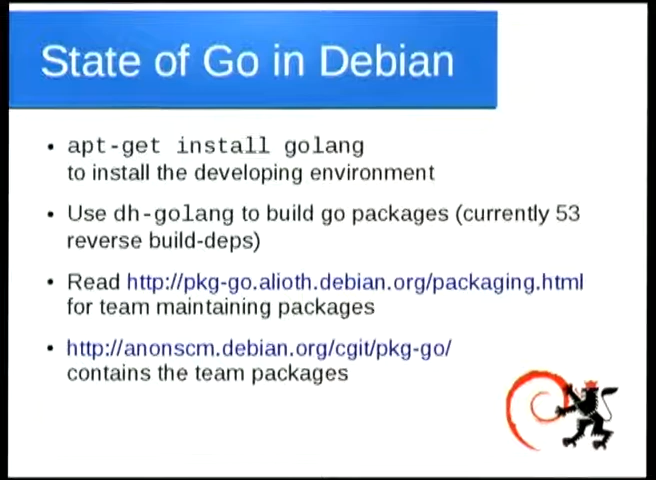 State of Go in Debian
• apt-get install golang
to install the developing environment
• Use dh-golang to build go packages (currently 53
reverse build-deps)
• Read http://pkg-go.alioth.debian.org/packaging.html
for team maintaining packages
• http://anonscm.debian.org/cgit/pkg-go/
contains the team packages